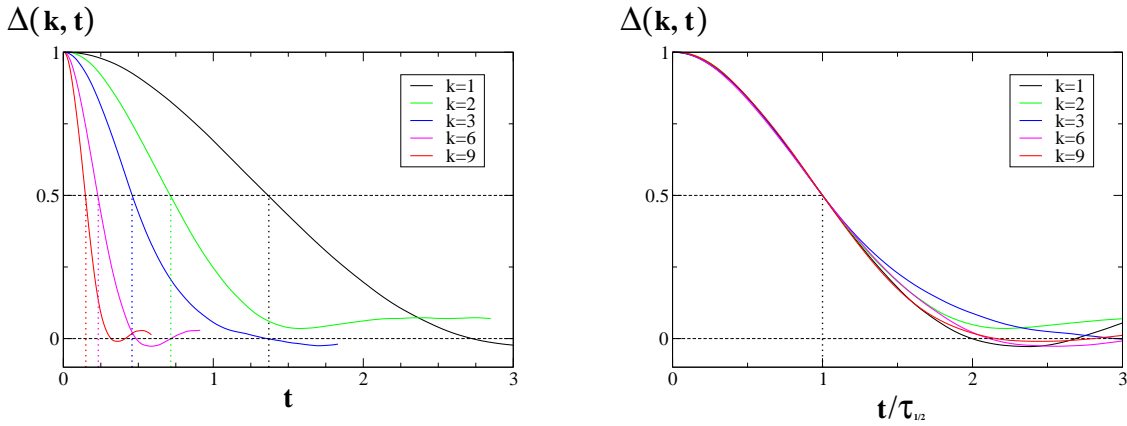 Δ(k, t)
1
0.5
0
k=1
k=2
k=3
k=6
k=9
0
1
2
3
t
Δ(k, t)
1
0.5
0
k=1
k=2
k=3
k=6
k=9
0
1
2
3
t/τ1/2